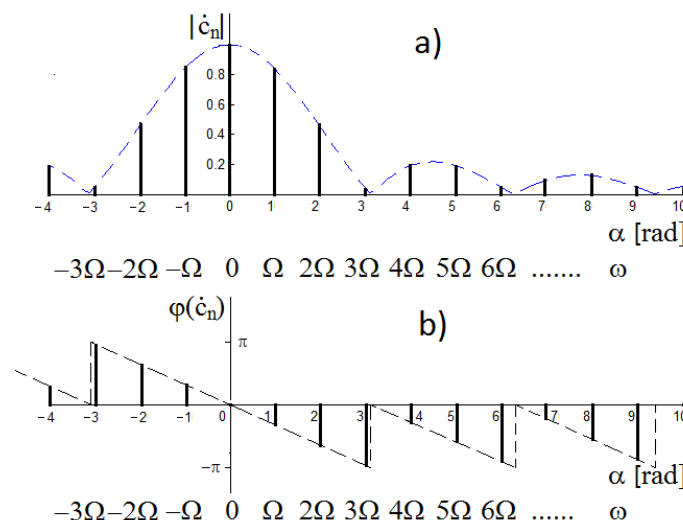 |ċₙ| a)
0.8
0.6
0.4
0.2
−4 −3 −2 −1 0 1 2 3 4 5 6 7 8 9 10
α [rad]
−3Ω −2Ω −Ω 0 Ω 2Ω 3Ω 4Ω 5Ω 6Ω ....... ω
φ(ċₙ) b)
π
−4 −3 −2 −1 0 1 2 3 4 5 6 7 8 9 10
−π
α [rad]
−3Ω −2Ω −Ω 0 Ω 2Ω 3Ω 4Ω 5Ω 6Ω ...... ω